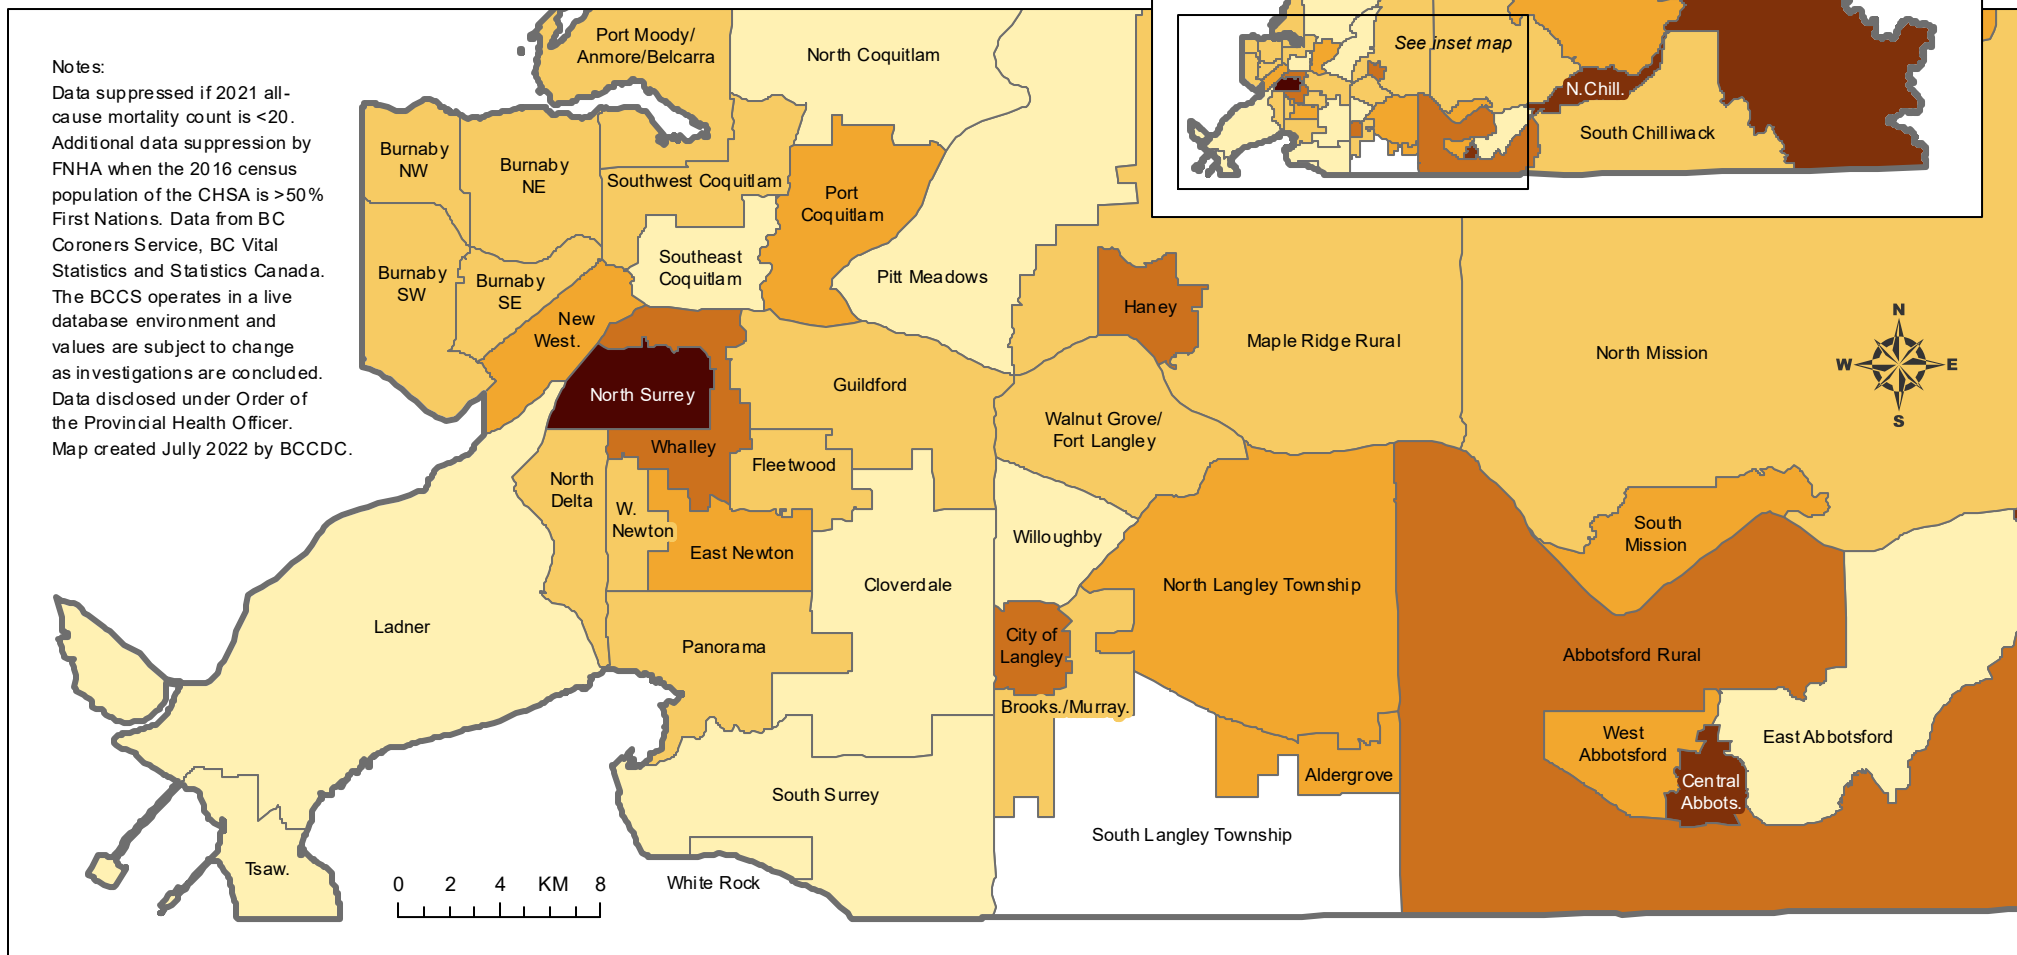 Notes:
Data suppressed if 2021 all-
cause mortality count is <20.
Additional data suppression by
FNHA when the 2016 census
population of the CHSA is >50%
First Nations. Data from BC
Coroners Service, BC Vital
Statistics and Statistics Canada.
The BCCS operates in a live
database environment and
values are subject to change
as investigations are concluded.
Data disclosed under Order of
the Provincial Health Officer.
Map created Jully 2022 by BCCDC.
Port Moody/
Anmore/Belcarra
North Coquitlam
See inset map
N.Chill.
South Chilliwack
Burnaby
NW
Burnaby
NE
Southwest Coquitlam
Port
Coquitlam
Burnaby
SW
Burnaby
SE
Southeast
Coquitlam
Pitt Meadows
New
West.
Haney
Maple Ridge Rural
North Mission
N
W
E
S
North Surrey
Guildford
Whalley
Fleetwood
Walnut Grove/
Fort Langley
North
Delta
W.
Newton
East Newton
Willoughby
South
Mission
Cloverdale
North Langley Township
Ladner
Panorama
City of
Langley
Abbotsford Rural
Brooks./Murray.
West
Abbotsford
East Abbotsford
Central
Abbots.
Aldergrove
South Surrey
South Langley Township
Tsaw.
White Rock
0 2 4 KM 8